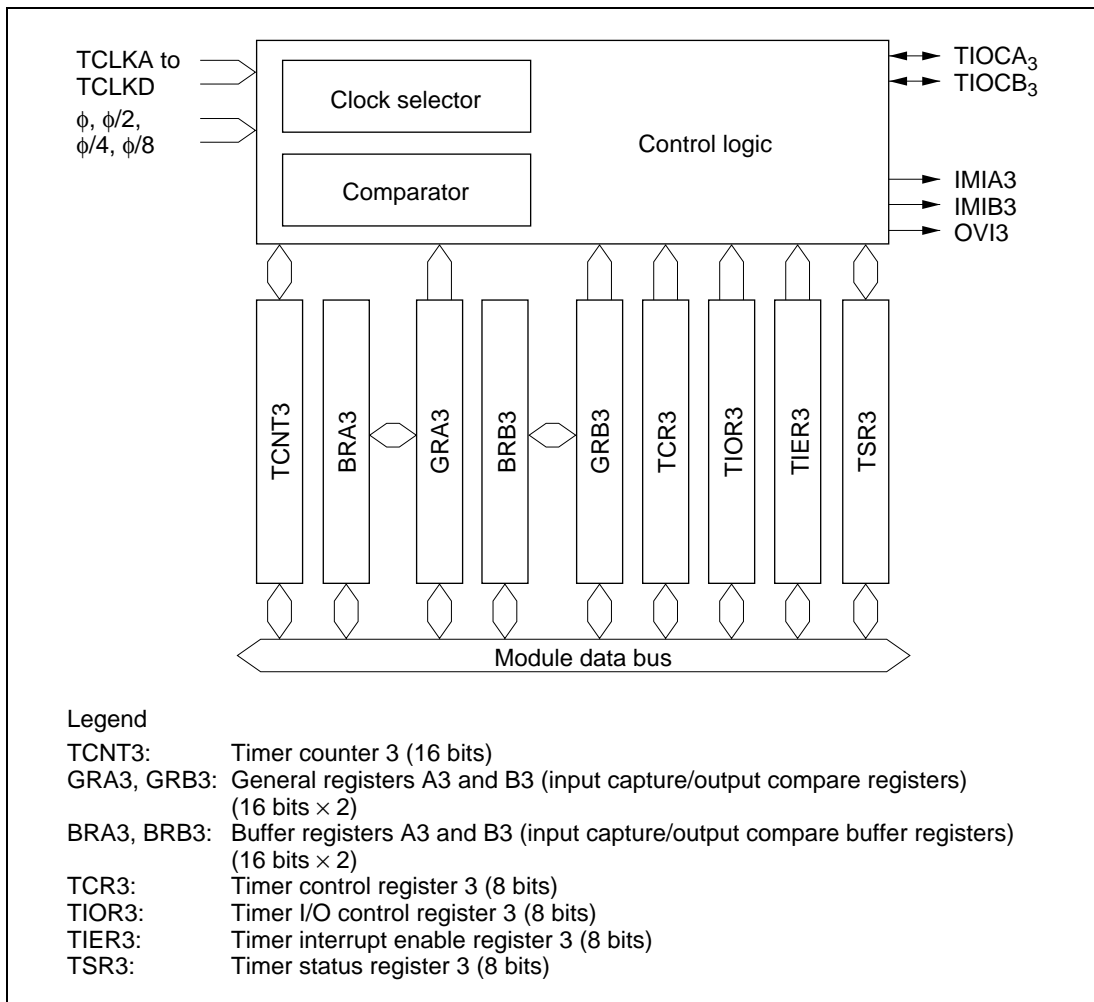 TCLKA to
TCLKD
ϕ, ϕ/2,
ϕ/4, ϕ/8
Clock selector
Comparator
Control logic
TIOCA3
TIOCB3
IMIA3
IMIB3
OVI3
TCNT3
BRA3
GRA3
BRB3
GRB3
TCR3
TIOR3
TIER3
TSR3
Module data bus
Legend
TCNT3: Timer counter 3 (16 bits)
GRA3, GRB3: General registers A3 and B3 (input capture/output compare registers)
(16 bits × 2)
BRA3, BRB3: Buffer registers A3 and B3 (input capture/output compare buffer registers)
(16 bits × 2)
TCR3: Timer control register 3 (8 bits)
TIOR3: Timer I/O control register 3 (8 bits)
TIER3: Timer interrupt enable register 3 (8 bits)
TSR3: Timer status register 3 (8 bits)